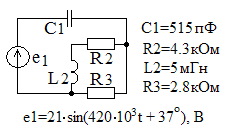 C1
C1=515пФ
R2=4.3кОм
e1
R2
L2=5мГн
L2
R3
R3=2.8кОм
e1=21·sin(420·10³t+37°), В